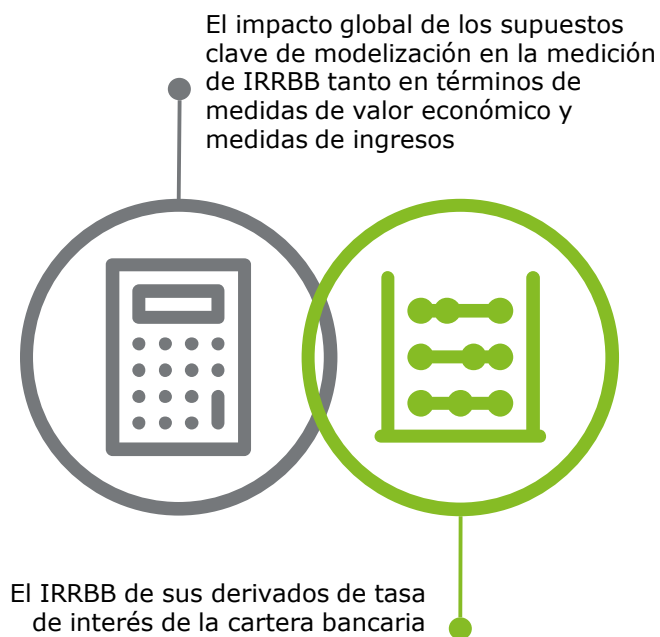 El impacto global de los supuestos
clave de modelización en la medición
de IRRBB tanto en términos de
medidas de valor económico y
medidas de ingresos
El IRRBB de sus derivados de tasa
de interés de la cartera bancaria